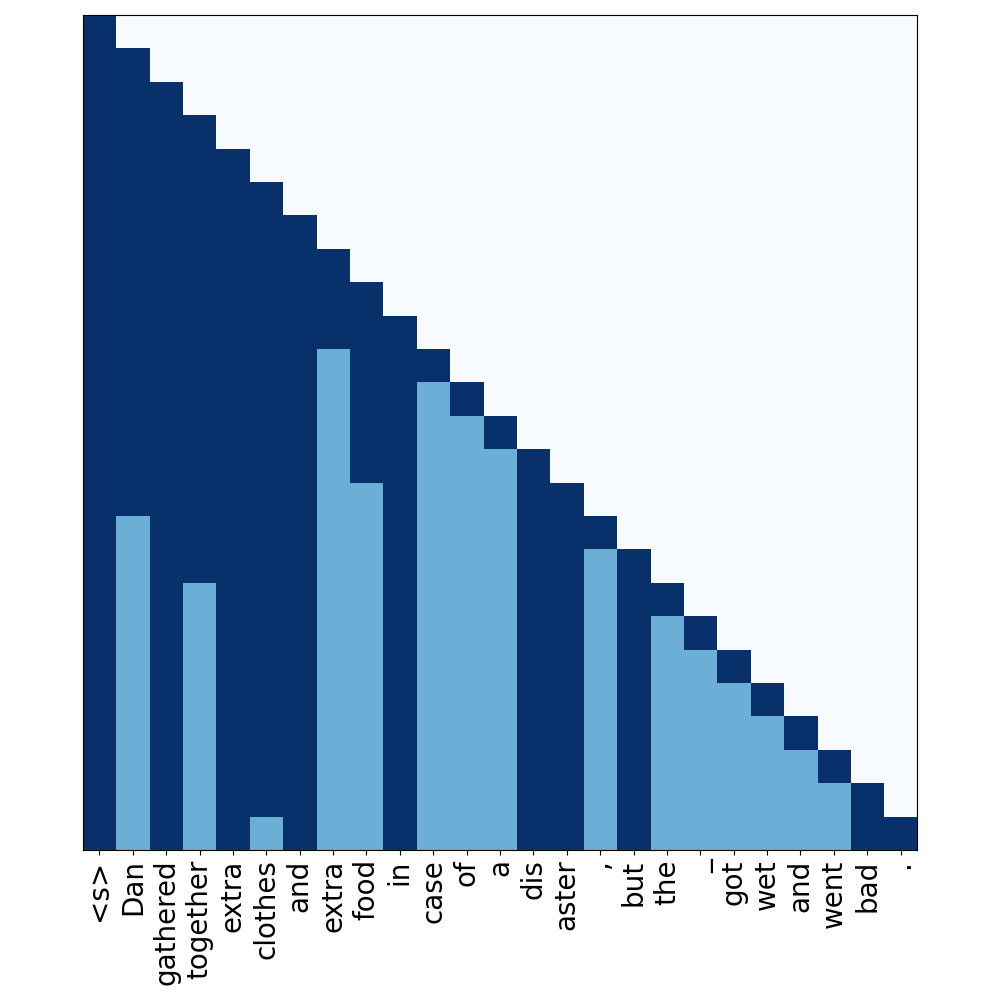 <s> Dan gathered together extra clothes and extra food in case of a dis aster , but the _ got wet and went bad .